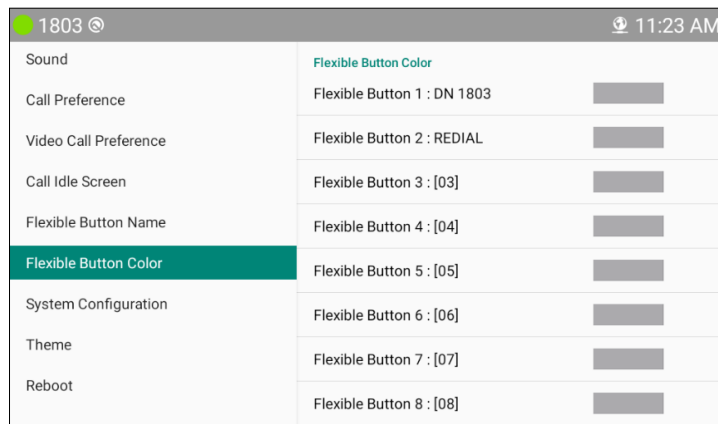 1803
11:23 AM
Sound
Call Preference
Video Call Preference
Call Idle Screen
Flexible Button Name
Flexible Button Color
System Configuration
Theme
Reboot
Flexible Button Color
Flexible Button 1 : DN 1803
Flexible Button 2 : REDIAL
Flexible Button 3 : [03]
Flexible Button 4 : [04]
Flexible Button 5 : [05]
Flexible Button 6 : [06]
Flexible Button 7 : [07]
Flexible Button 8 : [08]